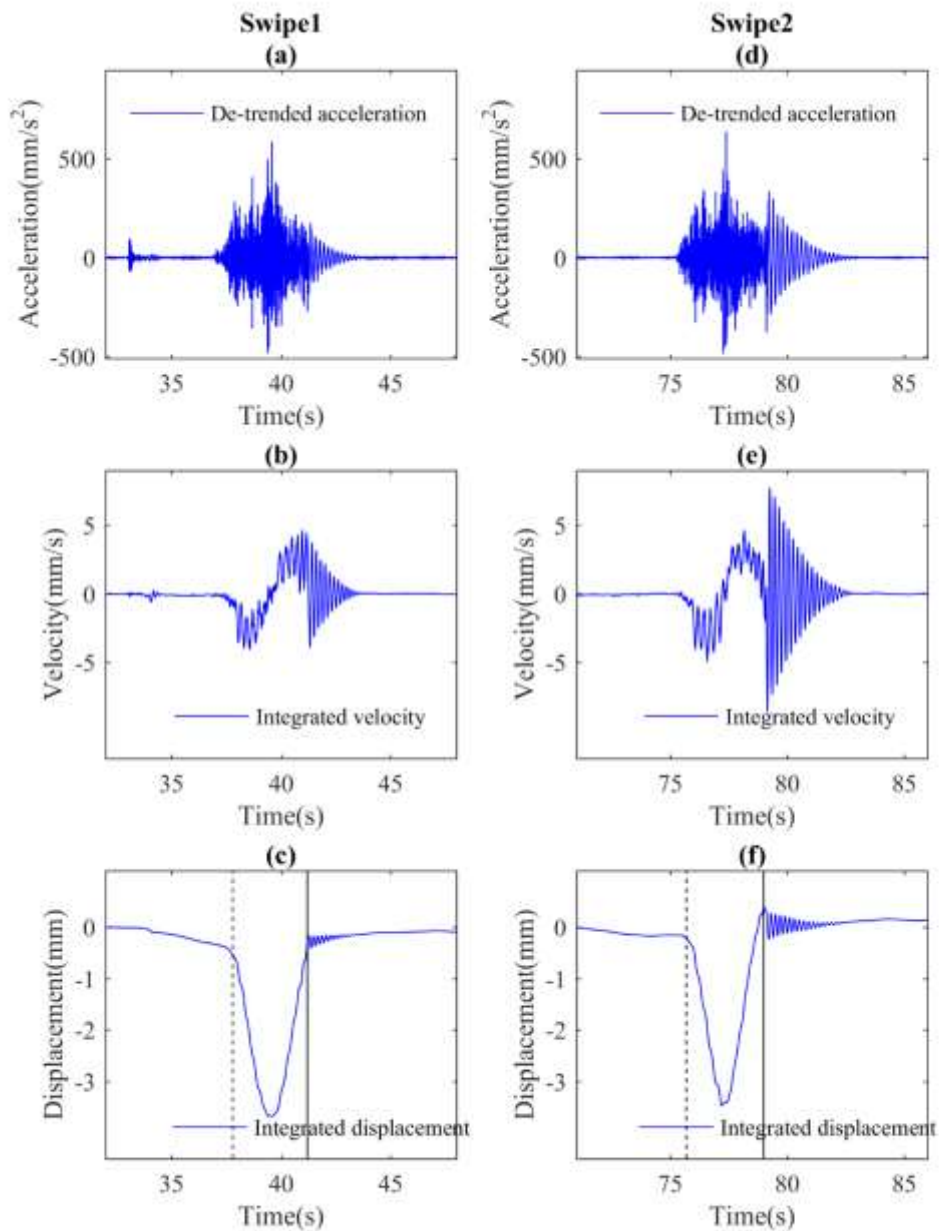 Swipe1
(a)
De-trended acceleration
Acceleration(mm/s²)
500
0
-500
35
40
45
Time(s)
Swipe2
(d)
De-trended acceleration
Acceleration(mm/s²)
500
0
-500
75
80
85
Time(s)
(b)
Velocity(mm/s)
5
0
-5
Integrated velocity
35
40
45
Time(s)
(e)
Velocity(mm/s)
5
0
-5
Integrated velocity
75
80
85
Time(s)
(c)
Displacement(mm)
0
-1
-2
-3
Integrated displacement
35
40
45
Time(s)
(f)
Displacement(mm)
0
-1
-2
-3
Integrated displacement
75
80
85
Time(s)